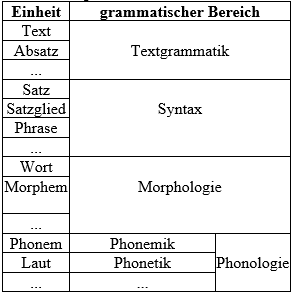 Einheit grammatischer Bereich
Text
Absatz Textgrammatik
...
Satz
Satzglied Syntax
Phrase
...
Wort
Morphem Morphologie
...
Phonem Phonemik
Laut Phonetik Phonologie
... ...